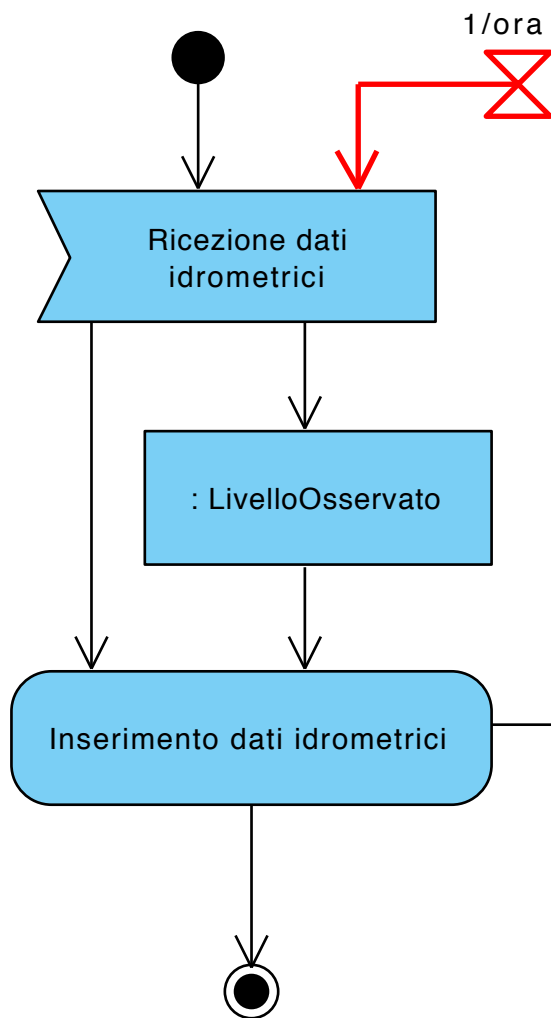 1/ora
Ricezione dati
idrometrici
: LivelloOsservato
Inserimento dati idrometrici